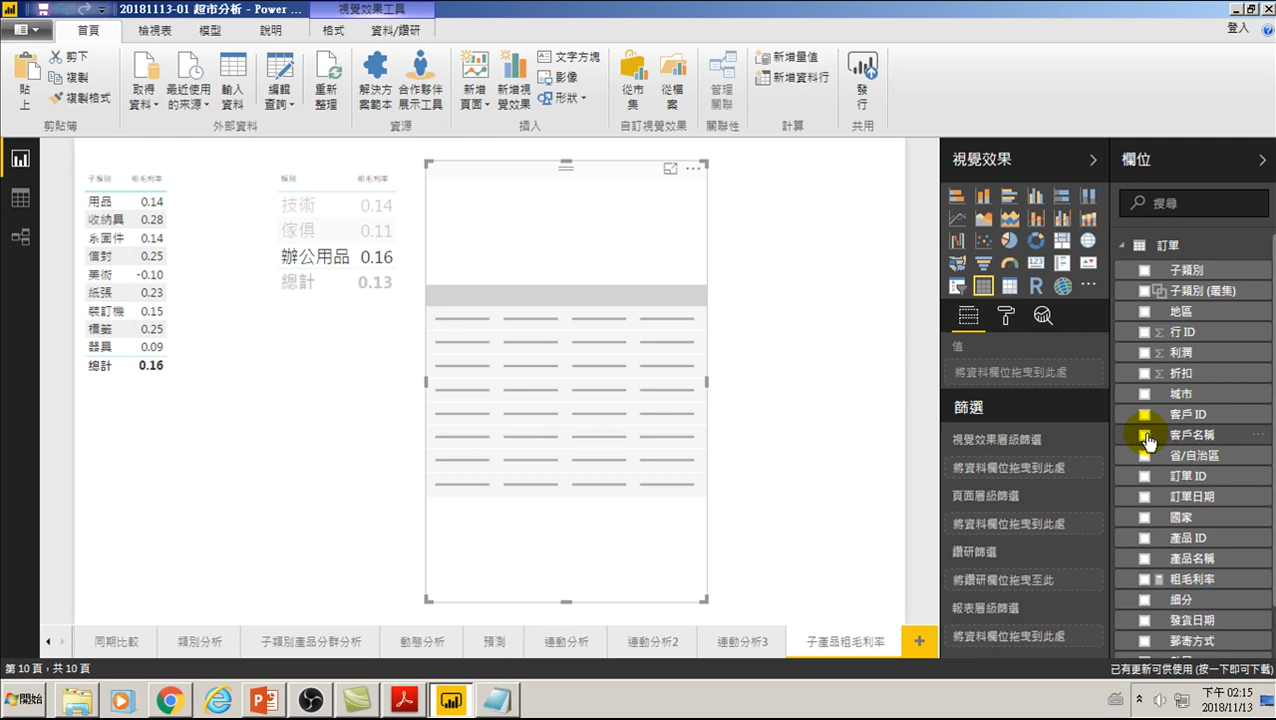 20181113-01 超市分析 - Power ...
視覺效果工具
登入
首頁
檢視表
模型
說明
格式
資料/鑽研
貼上
剪下
複製
複製格式
剪貼簿
取得資料
最近使用的來源
輸入資料
編輯查詢
重新整理
外部資料
解決方案範本
合作夥伴展示工具
資源
新增頁面
新增視覺效果
文字方塊
影像
形狀
插入
從市集
從檔案
自訂視覺效果
管理關聯
關聯性
新增量值
新增資料行
計算
發行
共用
子類別 粗毛利率
用品 0.14
收納具 0.28
系固件 0.14
信封 0.25
美術 -0.10
紙張 0.23
裝訂機 0.15
標籤 0.25
器具 0.09
總計 0.16
類別 粗毛利率
技術 0.14
傢俱 0.11
辦公用品 0.16
總計 0.13
視覺效果
值
將資料欄位拖曳到此處
篩選
視覺效果層級篩選
將資料欄位拖曳到此處
頁面層級篩選
將資料欄位拖曳到此處
鑽研篩選
將鑽研欄位拖曳至此
報表層級篩選
將資料欄位拖曳到此處
欄位
搜尋
訂單
子類別
子類別 (叢集)
地區
行 ID
利潤
折扣
城市
客戶 ID
客戶名稱
省/自治區
訂單 ID
訂單日期
國家
產品 ID
產品名稱
粗毛利率
細分
發貨日期
郵寄方式
同期比較
類別分析
子類別產品分群分析
動態分析
預測
連動分析
連動分析2
連動分析3
子產品粗毛利率
第 10 頁，共 10 頁
已有更新可供使用 (按一下即可下載)
開始
下午 02:15
2018/11/13